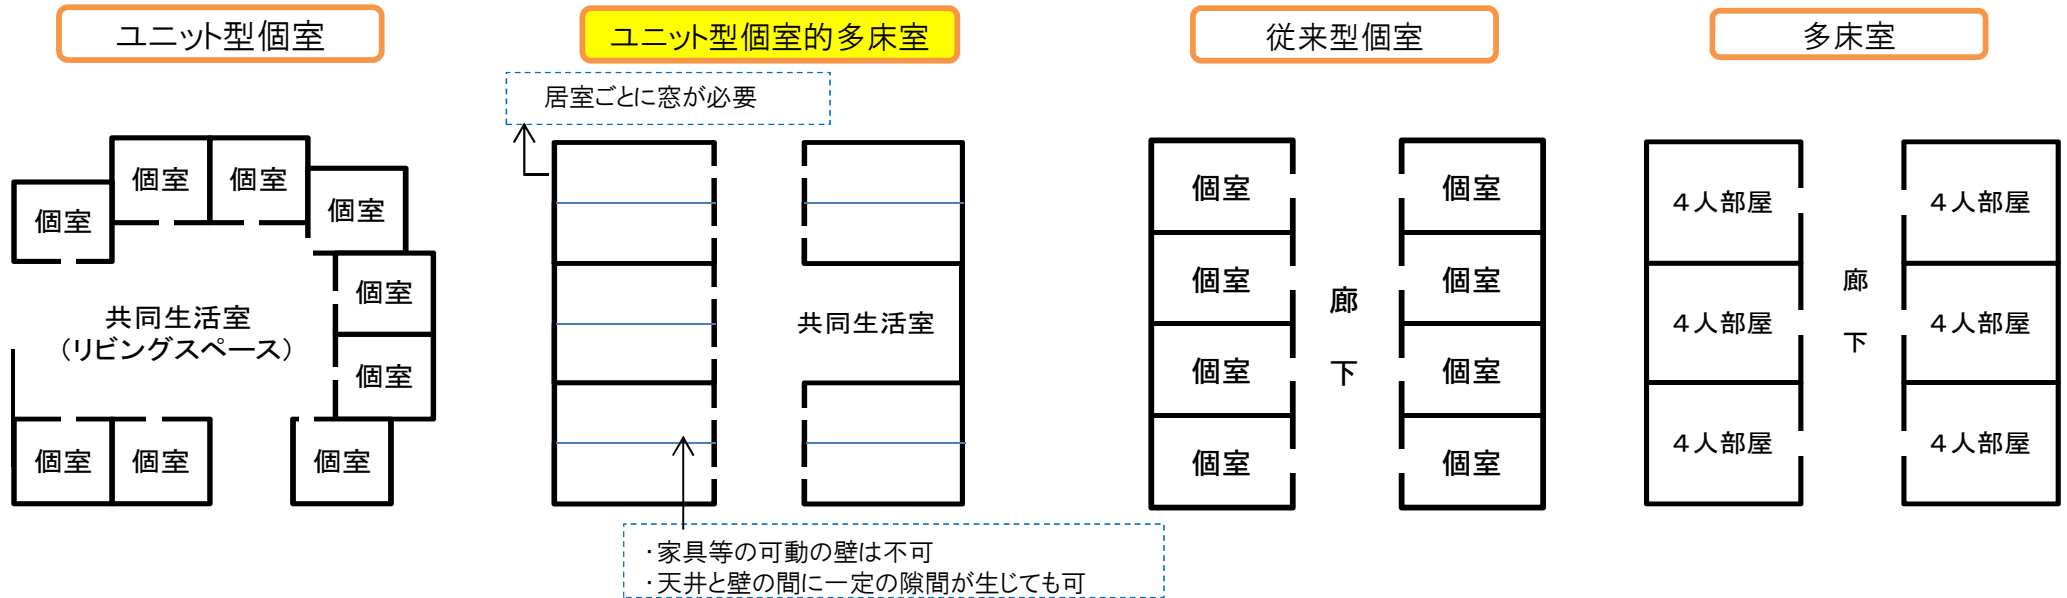 ユニット型個室
ユニット型個室的多床室
従来型個室
多床室
居室ごとに窓が必要
個室
個室
個室
個室
個室
個室
個室
個室
個室
共同生活室
（リビングスペース）
共同生活室
・家具等の可動の壁は不可
・天井と壁の間に一定の隙間が生じても可
個室
個室
個室
個室
個室
個室
個室
個室
廊
下
４人部屋
４人部屋
４人部屋
４人部屋
４人部屋
４人部屋
廊
下